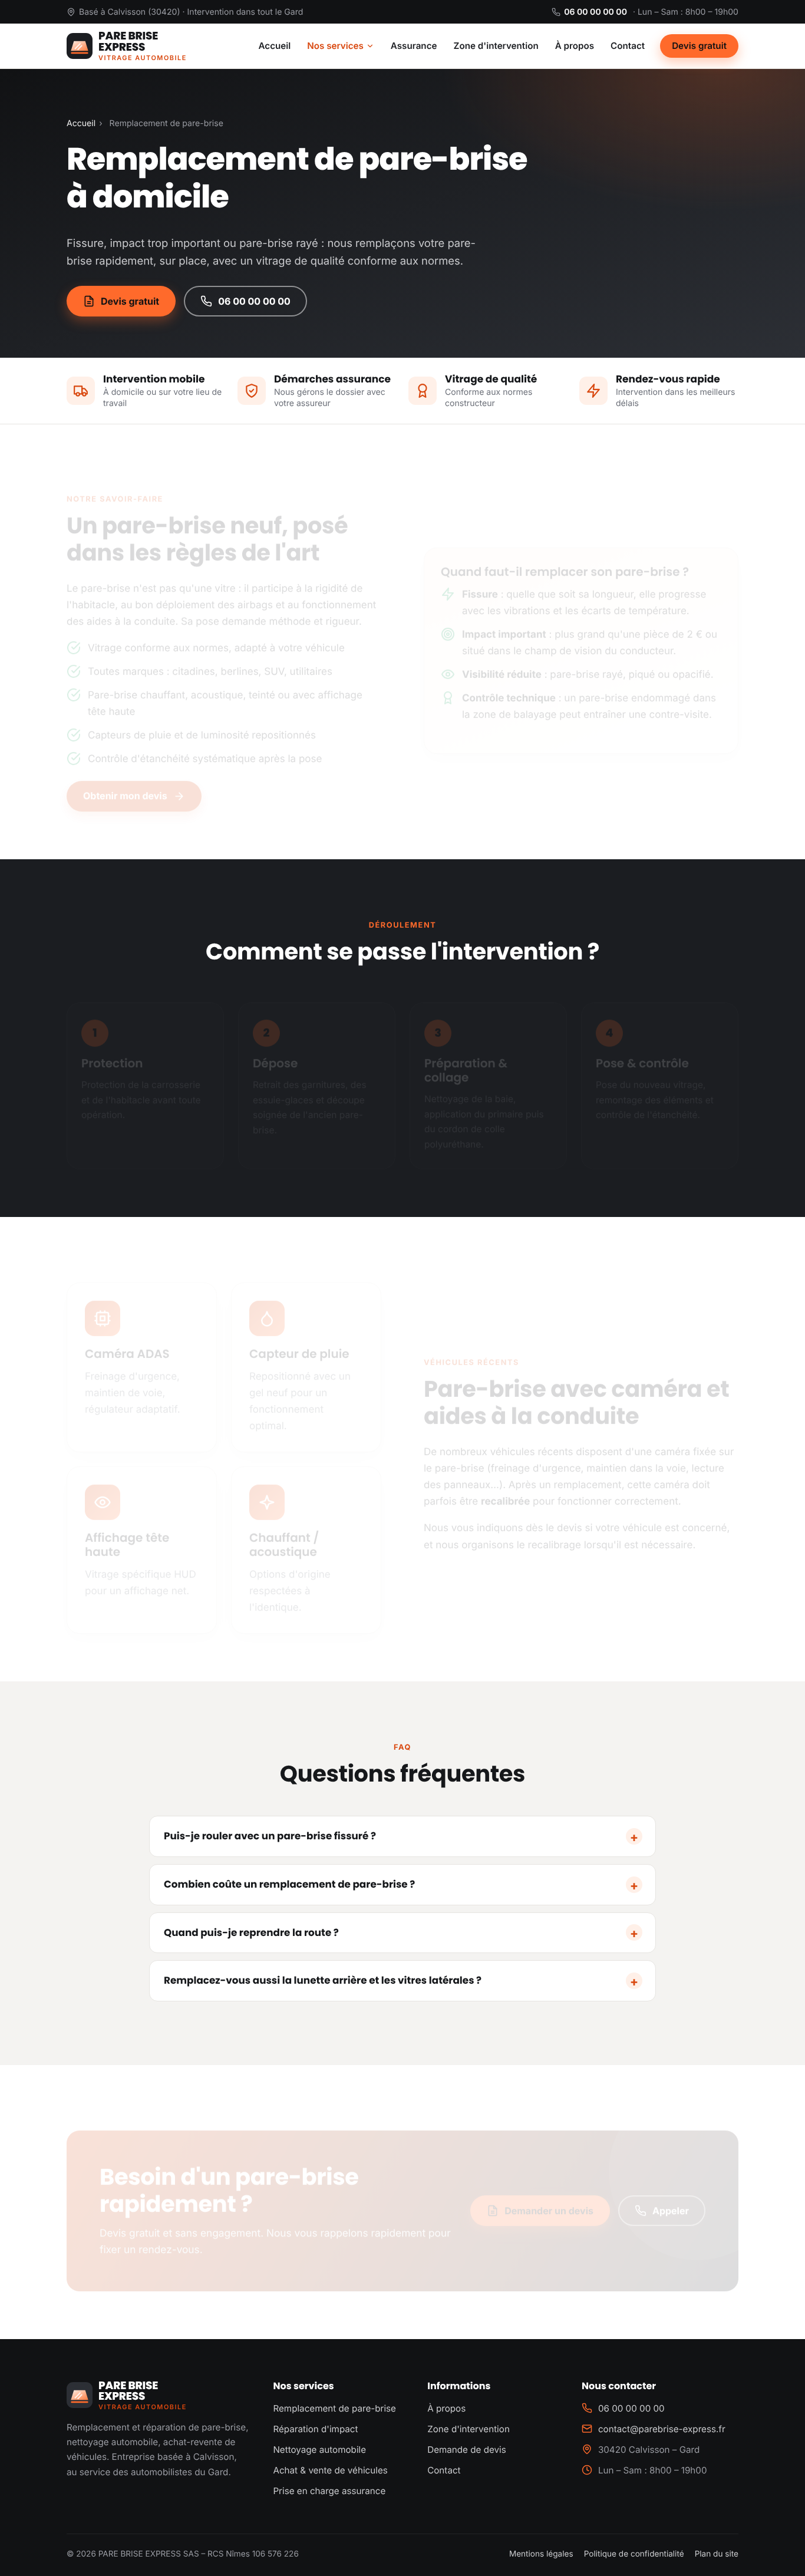 Basé à Calvisson (30420) · Intervention dans tout le Gard
06 00 00 00 00 · Lun – Sam : 8h00 – 19h00
PARE BRISE
EXPRESS
VITRAGE AUTOMOBILE
Accueil Nos services Assurance Zone d'intervention À propos Contact Devis gratuit
Accueil › Remplacement de pare-brise
Remplacement de pare-brise
à domicile
Fissure, impact trop important ou pare-brise rayé : nous remplaçons votre pare-
brise rapidement, sur place, avec un vitrage de qualité conforme aux normes.
Devis gratuit 06 00 00 00 00
Intervention mobile
À domicile ou sur votre lieu de
travail
Démarches assurance
Nous gérons le dossier avec
votre assureur
Vitrage de qualité
Conforme aux normes
constructeur
Rendez-vous rapide
Intervention dans les meilleurs
délais
NOTRE SAVOIR-FAIRE
Un pare-brise neuf, posé
dans les règles de l'art
Le pare-brise n'est pas qu'une vitre : il participe à la rigidité de
l'habitacle, au bon déploiement des airbags et au fonctionnement
des aides à la conduite. Sa pose demande méthode et rigueur.
Vitrage conforme aux normes, adapté à votre véhicule
Toutes marques : citadines, berlines, SUV, utilitaires
Pare-brise chauffant, acoustique, teinté ou avec affichage
tête haute
Capteurs de pluie et de luminosité repositionnés
Contrôle d'étanchéité systématique après la pose
Obtenir mon devis
Quand faut-il remplacer son pare-brise ?
Fissure : quelle que soit sa longueur, elle progresse
avec les vibrations et les écarts de température.
Impact important : plus grand qu'une pièce de 2 € ou
situé dans le champ de vision du conducteur.
Visibilité réduite : pare-brise rayé, piqué ou opacifié.
Contrôle technique : un pare-brise endommagé dans
la zone de balayage peut entraîner une contre-visite.
DÉROULEMENT
Comment se passe l'intervention ?
1
Protection
Protection de la carrosserie
et de l'habitacle avant toute
opération.
2
Dépose
Retrait des garnitures, des
essuie-glaces et découpe
soignée de l'ancien pare-
brise.
3
Préparation &
collage
Nettoyage de la baie,
application du primaire puis
du cordon de colle
polyuréthane.
4
Pose & contrôle
Pose du nouveau vitrage,
remontage des éléments et
contrôle de l'étanchéité.
Caméra ADAS
Freinage d'urgence,
maintien de voie,
régulateur adaptatif.
Capteur de pluie
Repositionné avec un
gel neuf pour un
fonctionnement
optimal.
Affichage tête
haute
Vitrage spécifique HUD
pour un affichage net.
Chauffant /
acoustique
Options d'origine
respectées à
l'identique.
VÉHICULES RÉCENTS
Pare-brise avec caméra et
aides à la conduite
De nombreux véhicules récents disposent d'une caméra fixée sur
le pare-brise (freinage d'urgence, maintien dans la voie, lecture
des panneaux…). Après un remplacement, cette caméra doit
parfois être recalibrée pour fonctionner correctement.
Nous vous indiquons dès le devis si votre véhicule est concerné,
et nous organisons le recalibrage lorsqu'il est nécessaire.
FAQ
Questions fréquentes
Puis-je rouler avec un pare-brise fissuré ? +
Combien coûte un remplacement de pare-brise ? +
Quand puis-je reprendre la route ? +
Remplacez-vous aussi la lunette arrière et les vitres latérales ? +
Besoin d'un pare-brise
rapidement ?
Devis gratuit et sans engagement. Nous vous rappelons rapidement pour
fixer un rendez-vous.
Demander un devis Appeler
PARE BRISE
EXPRESS
VITRAGE AUTOMOBILE
Remplacement et réparation de pare-brise,
nettoyage automobile, achat-revente de
véhicules. Entreprise basée à Calvisson,
au service des automobilistes du Gard.
Nos services
Remplacement de pare-brise
Réparation d'impact
Nettoyage automobile
Achat & vente de véhicules
Prise en charge assurance
Informations
À propos
Zone d'intervention
Demande de devis
Contact
Nous contacter
06 00 00 00 00
contact@parebrise-express.fr
30420 Calvisson – Gard
Lun – Sam : 8h00 – 19h00
© 2026 PARE BRISE EXPRESS SAS – RCS Nîmes 106 576 226
Mentions légales Politique de confidentialité Plan du site